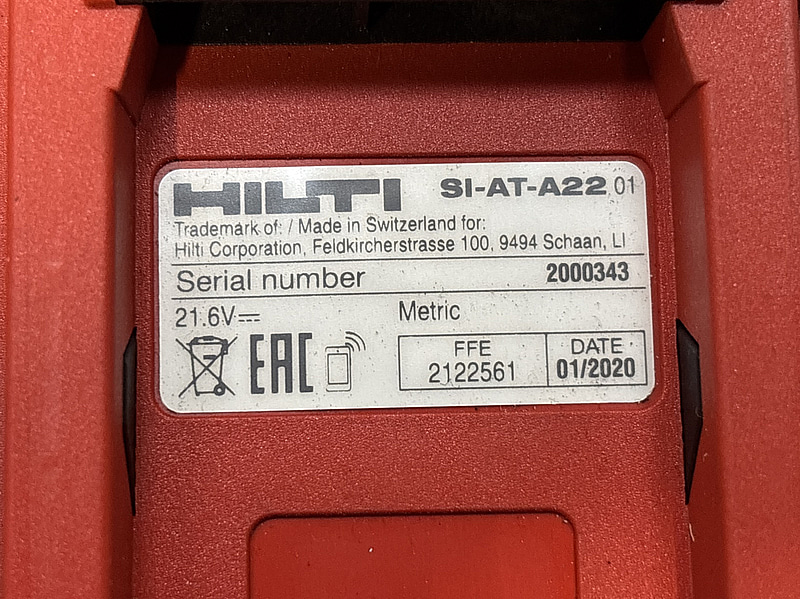 HILTI SI-AT-A22 01
Trademark of: / Made in Switzerland for:
Hilti Corporation, Feldkircherstrasse 100, 9494 Schaan, LI
Serial number 2000343
21.6V⎓ Metric
EAC
FFE DATE
2122561 01/2020